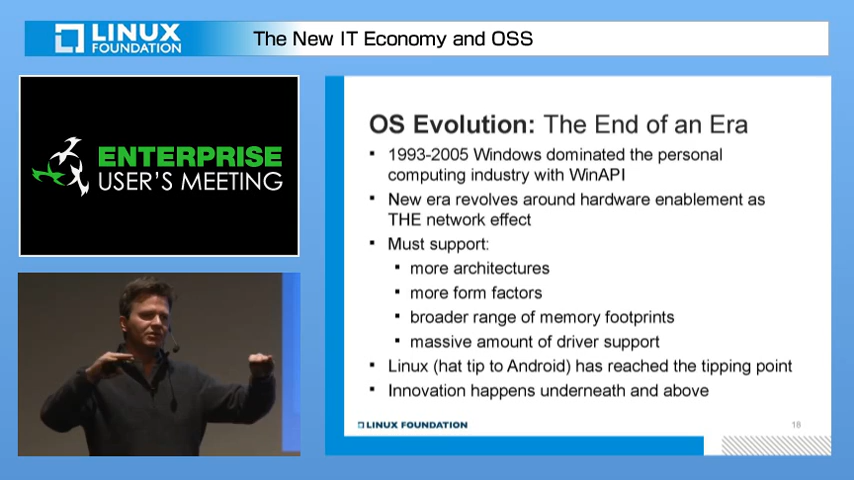 LINUX
FOUNDATION
The New IT Economy and OSS
ENTERPRISE
USER'S MEETING
OS Evolution: The End of an Era
▪ 1993-2005 Windows dominated the personal
computing industry with WinAPI
▪ New era revolves around hardware enablement as
THE network effect
▪ Must support:
▪ more architectures
▪ more form factors
▪ broader range of memory footprints
▪ massive amount of driver support
▪ Linux (hat tip to Android) has reached the tipping point
▪ Innovation happens underneath and above
LINUX FOUNDATION
18